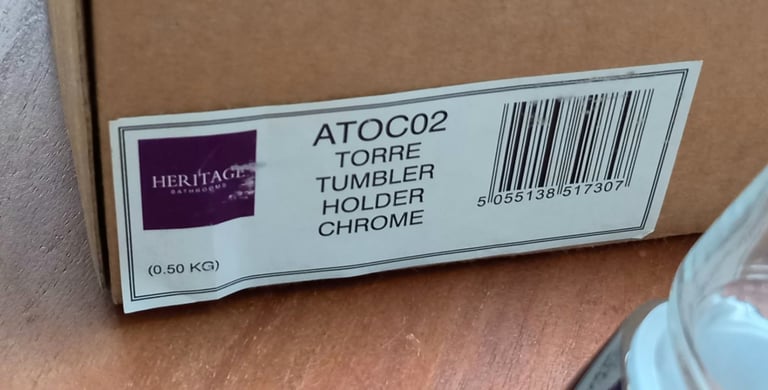 HERITAGE
BATHROOMS
(0.50 KG)
ATOC02
TORRE
TUMBLER
HOLDER
CHROME
5 055138 517307